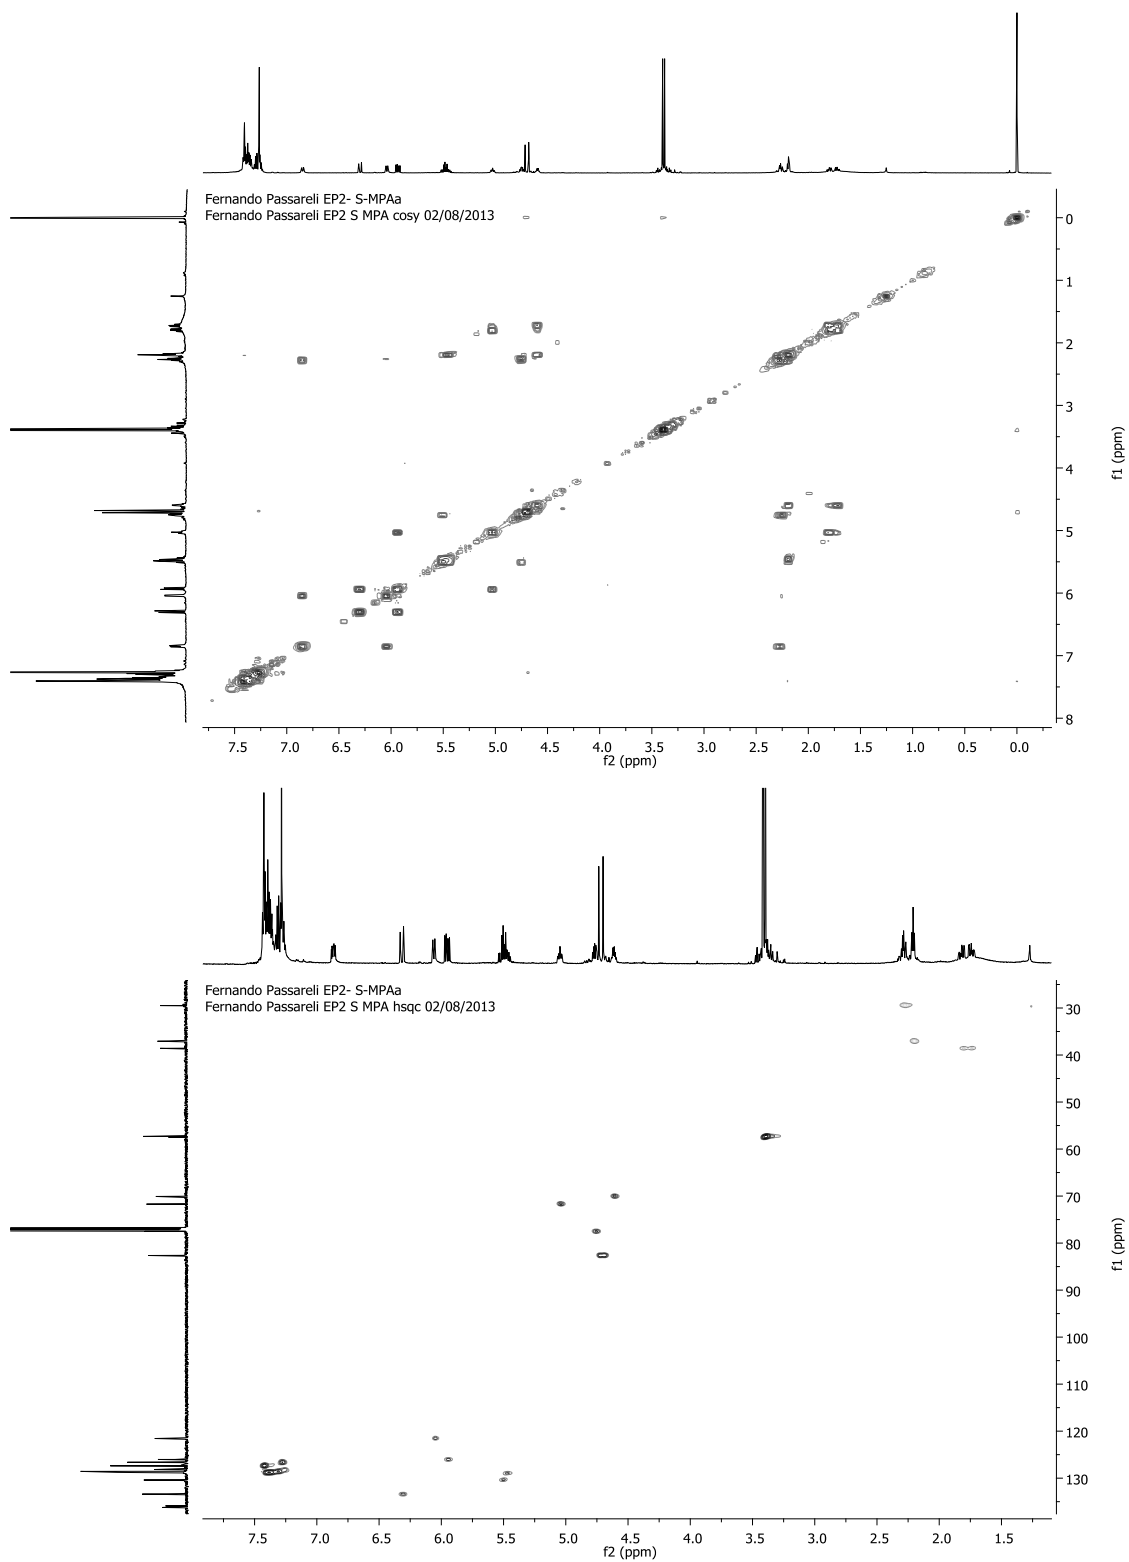 Fernando Passareli EP2- S-MPAa
Fernando Passareli EP2 S MPA cosy 02/08/2013
0
1
2
3
4
5
6
7
8
f1 (ppm)
7.5 7.0 6.5 6.0 5.5 5.0 4.5 4.0 3.5 3.0 2.5 2.0 1.5 1.0 0.5 0.0
f2 (ppm)
Fernando Passareli EP2- S-MPAa
Fernando Passareli EP2 S MPA hsqc 02/08/2013
30
40
50
60
70
80
90
100
110
120
130
f1 (ppm)
7.5 7.0 6.5 6.0 5.5 5.0 4.5 4.0 3.5 3.0 2.5 2.0 1.5
f2 (ppm)